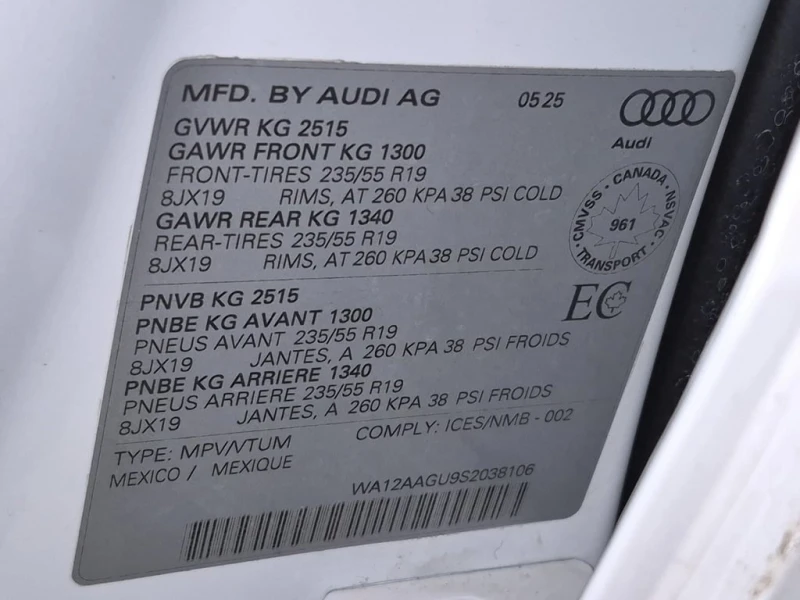 MFD. BY AUDI AG 05 25
Audi
GVWR KG 2515
GAWR FRONT KG 1300
FRONT-TIRES 235/55 R19
8JX19 RIMS, AT 260 KPA 38 PSI COLD
GAWR REAR KG 1340
REAR-TIRES 235/55 R19
8JX19 RIMS, AT 260 KPA 38 PSI COLD
CMVSS - CANADA - NSVAC
961
TRANSPORT
PNVB KG 2515
PNBE KG AVANT 1300
PNEUS AVANT 235/55 R19
8JX19 JANTES, A 260 KPA 38 PSI FROIDS
PNBE KG ARRIERE 1340
PNEUS ARRIERE 235/55 R19
8JX19 JANTES, A 260 KPA 38 PSI FROIDS
EC
TYPE: MPV/VTUM COMPLY: ICES/NMB - 002
MEXICO / MEXIQUE
WA12AAGU9S2038106